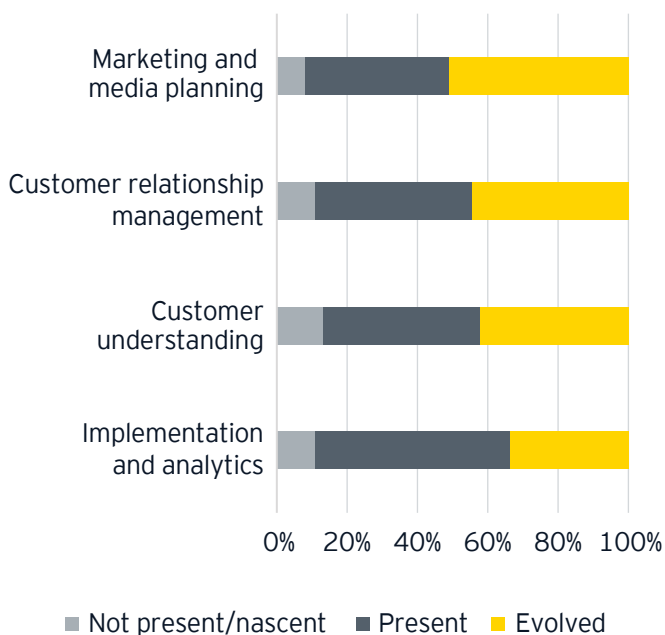 Marketing and
media planning
Customer relationship
management
Customer
understanding
Implementation
and analytics
0% 20% 40% 60% 80% 100%
Not present/nascent Present Evolved